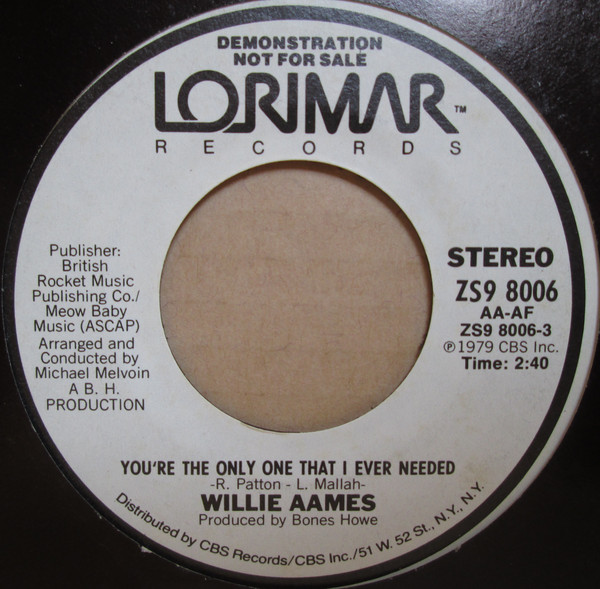 DEMONSTRATION
NOT FOR SALE
LORIMAR™
RECORDS
Publisher:
British
Rocket Music
Publishing Co./
Meow Baby
Music (ASCAP)
Arranged and
Conducted by
Michael Melvoin
A B. H.
PRODUCTION
STEREO
ZS9 8006
AA-AF
ZS9 8006-3
℗ 1979 CBS Inc.
Time: 2:40
YOU'RE THE ONLY ONE THAT I EVER NEEDED
-R. Patton - L. Mallah-
WILLIE AAMES
Produced by Bones Howe
Distributed by CBS Records/CBS Inc./51 W. 52 St., N.Y., N.Y.